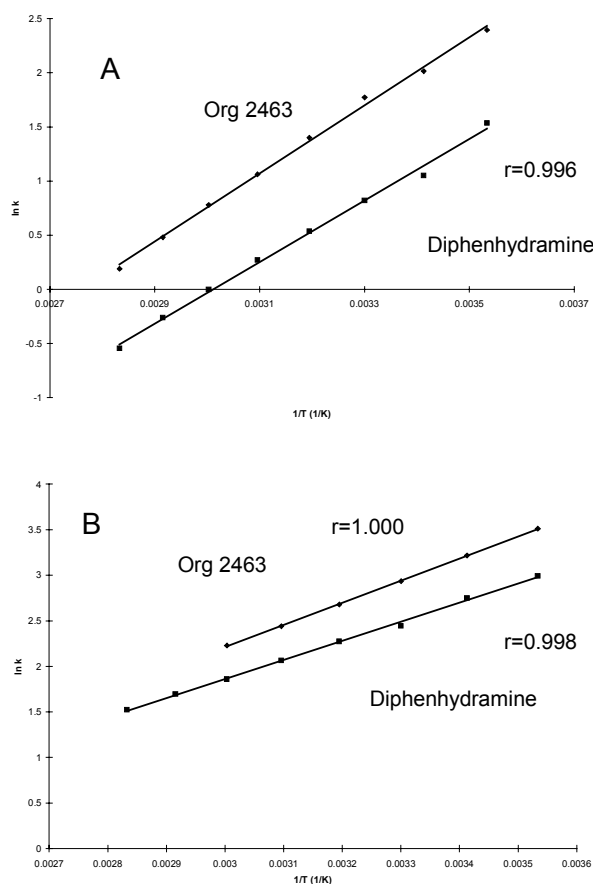 2.5
A
Org 2463
2
1.5
r=0.996
1
ln k
0.5
Diphenhydramine
0
0.0027 0.0029 0.0031 0.0033 0.0035 0.0037
-0.5
-1
1/T (1/K)
4
B
r=1.000
3.5
Org 2463
3
2.5
r=0.998
2
ln k
Diphenhydramine
1.5
1
0.5
0
0.0027 0.0028 0.0029 0.003 0.0031 0.0032 0.0033 0.0034 0.0035 0.0036
1/T (1/K)